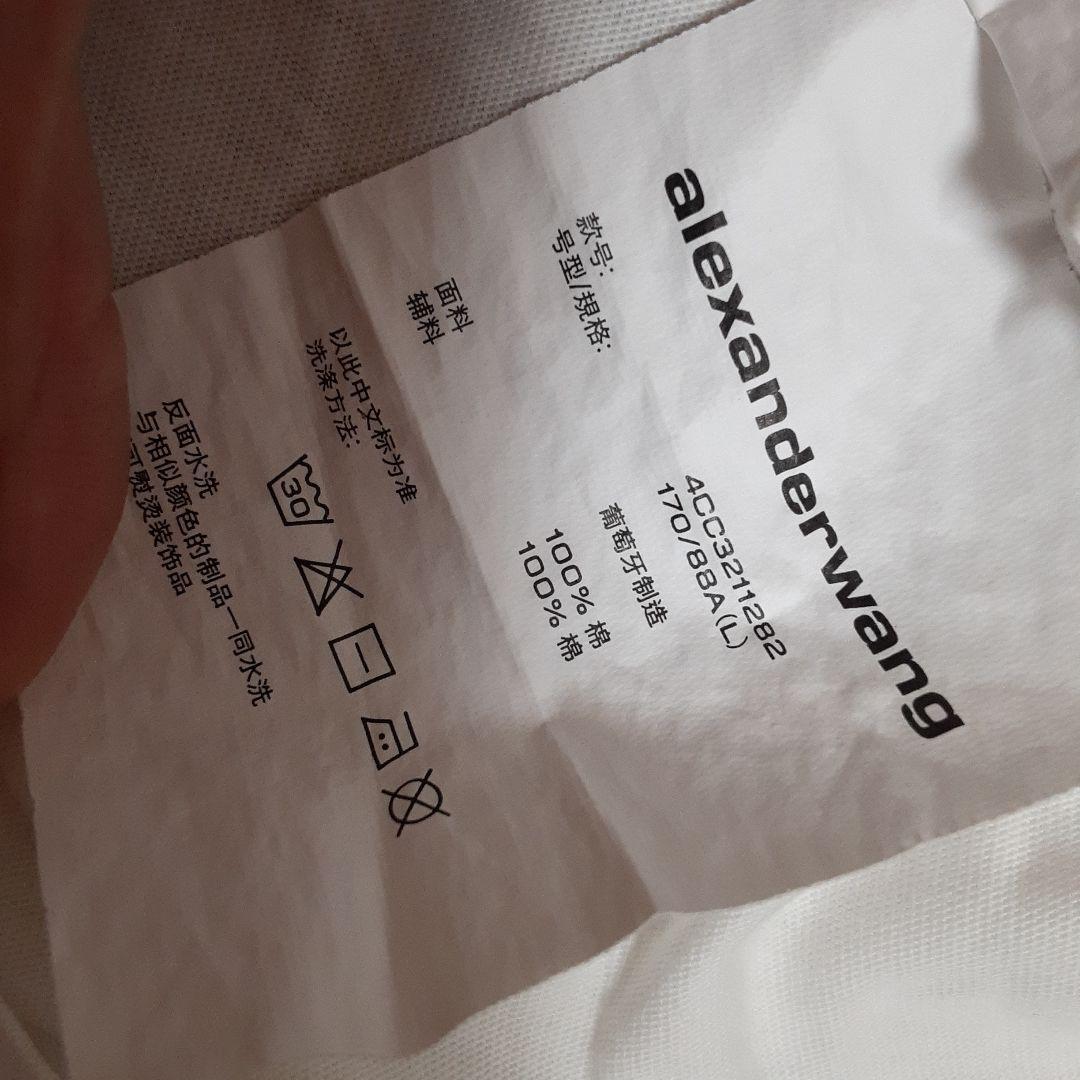 alexanderwang
款号: 4CC3211282
号型/規格: 170/88A(L)
葡萄牙制造
面料 100% 棉
辅料 100% 棉
以此中文标为准
洗涤方法:
30
反面水洗
与相似颜色的制品一同水洗
可熨烫装饰品